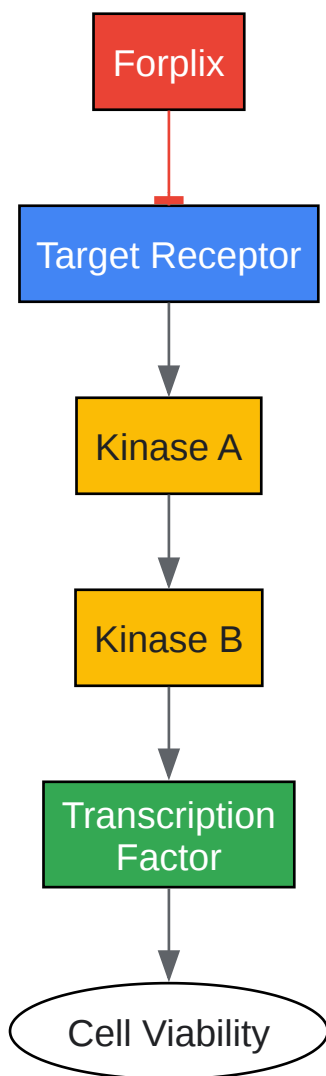 Forplix
Target Receptor
Kinase A
Kinase B
Transcription
Factor
Cell Viability